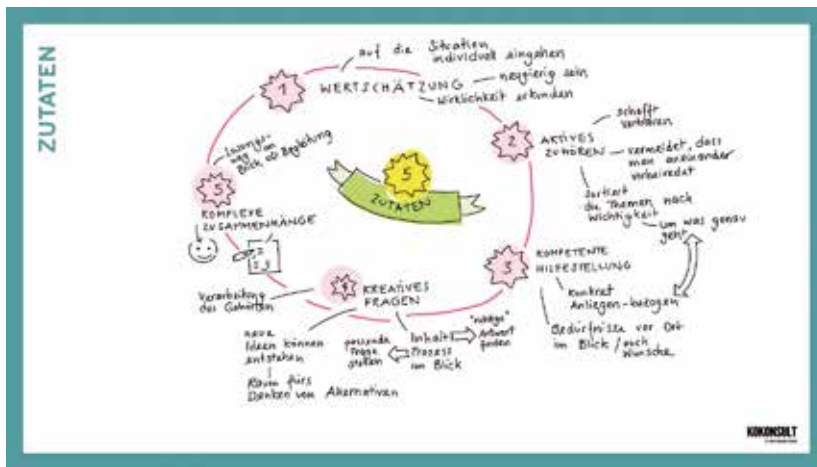 ZUTATEN
1
auf die Situation
individuell eingehen
WERTSCHÄTZUNG
neugierig sein
Wirklichkeit erkunden
2
AKTIVES
ZUHÖREN
schafft
Vertrauen
vermeidet, dass
man aneinander
vorbeiredet
sortiert
die Themen nach
Wichtigkeit
um was genau
geht
3
KOMPETENTE
HILFESTELLUNG
Konkret
Anliegen-bezogen
Bedürfnisse vor Ort
im Blick / auch
Wünsche
4
KREATIVES
FRAGEN
Verarbeitung
des Gehörten
neue
Ideen können
entstehen
Raum fürs
Denken von Alternativen
passende
Frage
stellen
Inhalt
Prozess
im Blick
"richtige"
Antwort
finden
5
KOMPLEXE
ZUSAMMENHÄNGE
weg im
Blick Begleitung
5
ZUTATEN
KOKONSULT